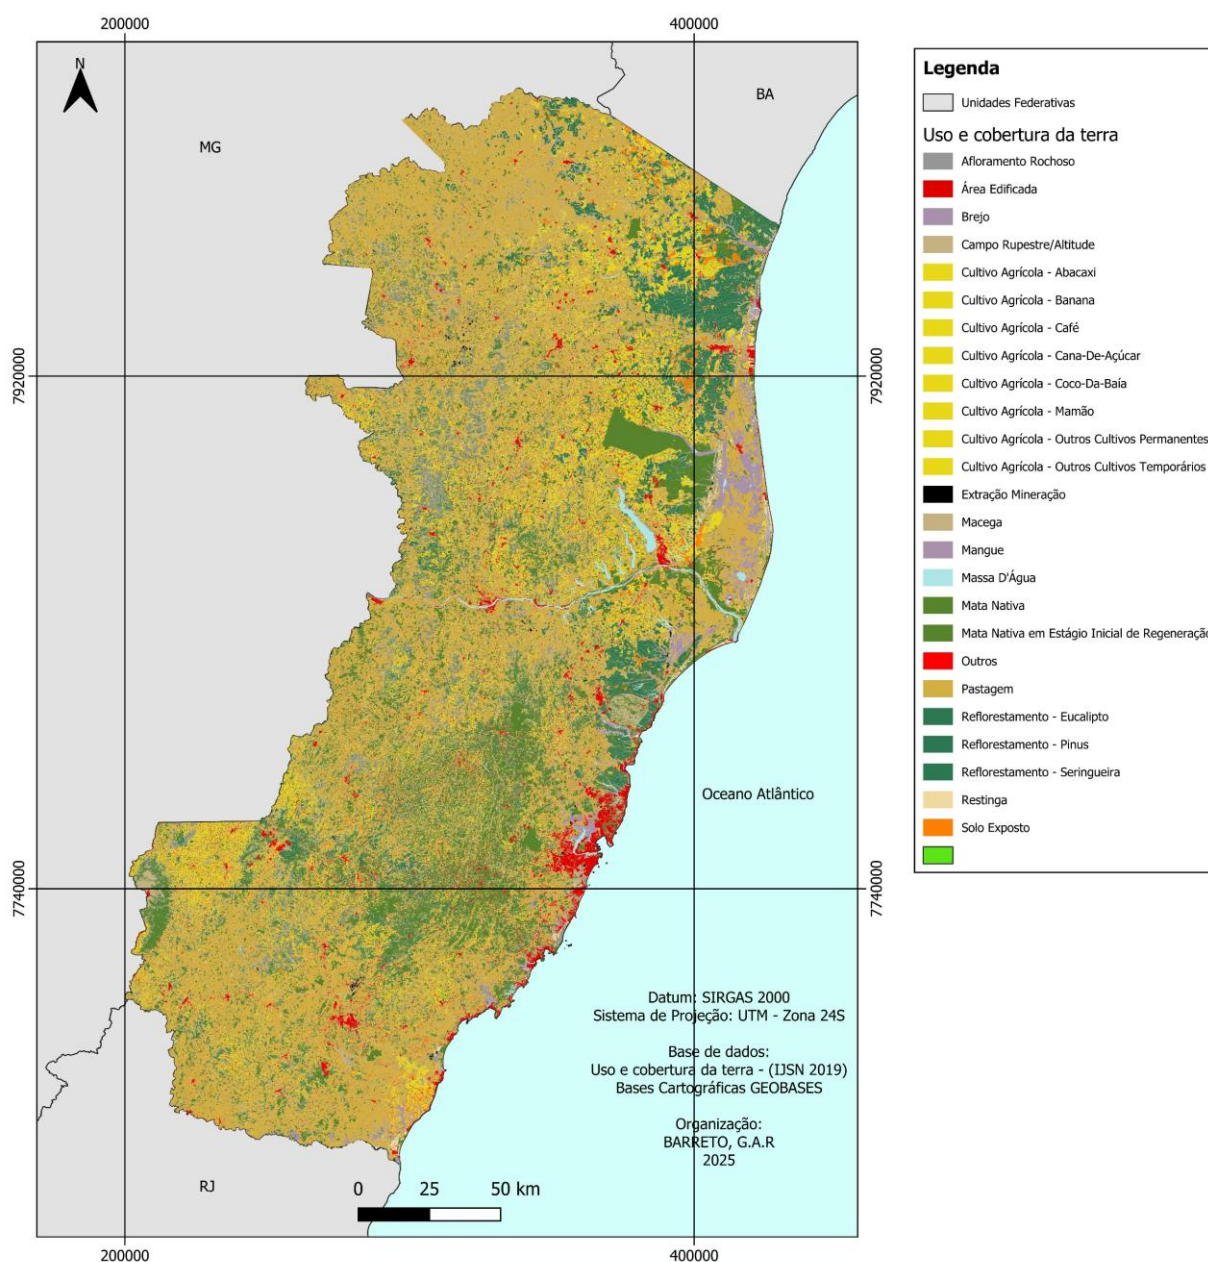 200000
400000
N
BA
MG
7920000
7920000
Oceano Atlântico
7740000
7740000
Datum: SIRGAS 2000
Sistema de Projeção: UTM - Zona 24S
Base de dados:
Uso e cobertura da terra - (IJSN 2019)
Bases Cartográficas GEOBASES
Organização:
BARRETO, G.A.R
2025
RJ
0 25 50 km
200000
400000
Legenda
Unidades Federativas
Uso e cobertura da terra
Afloramento Rochoso
Área Edificada
Brejo
Campo Rupestre/Altitude
Cultivo Agrícola - Abacaxi
Cultivo Agrícola - Banana
Cultivo Agrícola - Café
Cultivo Agrícola - Cana-De-Açúcar
Cultivo Agrícola - Coco-Da-Baía
Cultivo Agrícola - Mamão
Cultivo Agrícola - Outros Cultivos Permanentes
Cultivo Agrícola - Outros Cultivos Temporários
Extração Mineração
Macega
Mangue
Massa D'Água
Mata Nativa
Mata Nativa em Estágio Inicial de Regeneração
Outros
Pastagem
Reflorestamento - Eucalipto
Reflorestamento - Pinus
Reflorestamento - Seringueira
Restinga
Solo Exposto